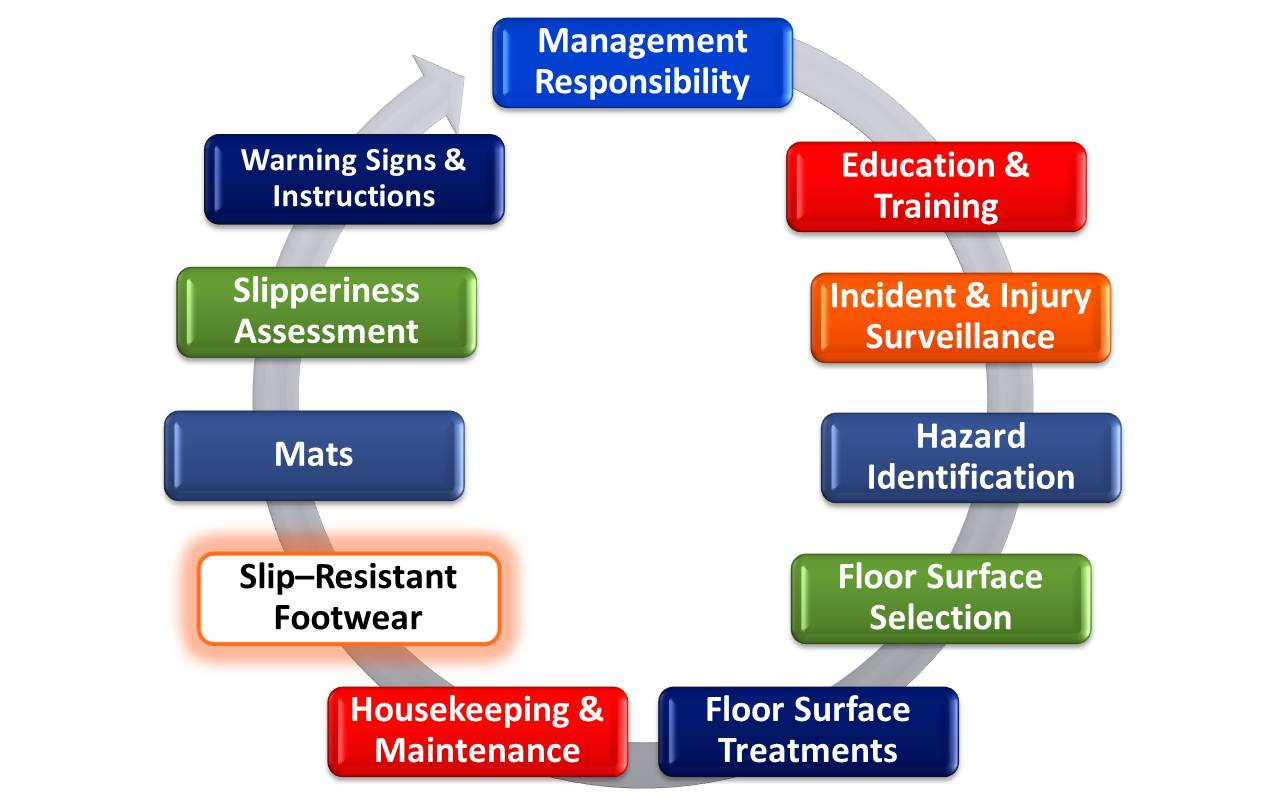 Management
Responsibility
Education &
Training
Incident & Injury
Surveillance
Hazard
Identification
Floor Surface
Selection
Floor Surface
Treatments
Housekeeping &
Maintenance
Slip–Resistant
Footwear
Mats
Slipperiness
Assessment
Warning Signs &
Instructions